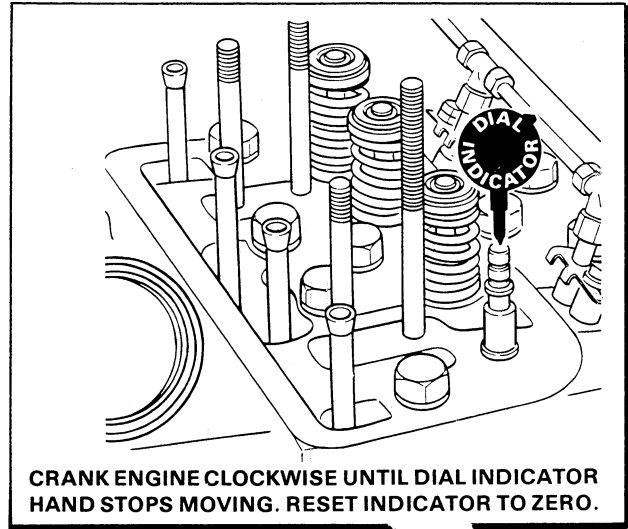 DIAL
INDICATOR
CRANK ENGINE CLOCKWISE UNTIL DIAL INDICATOR
HAND STOPS MOVING. RESET INDICATOR TO ZERO.